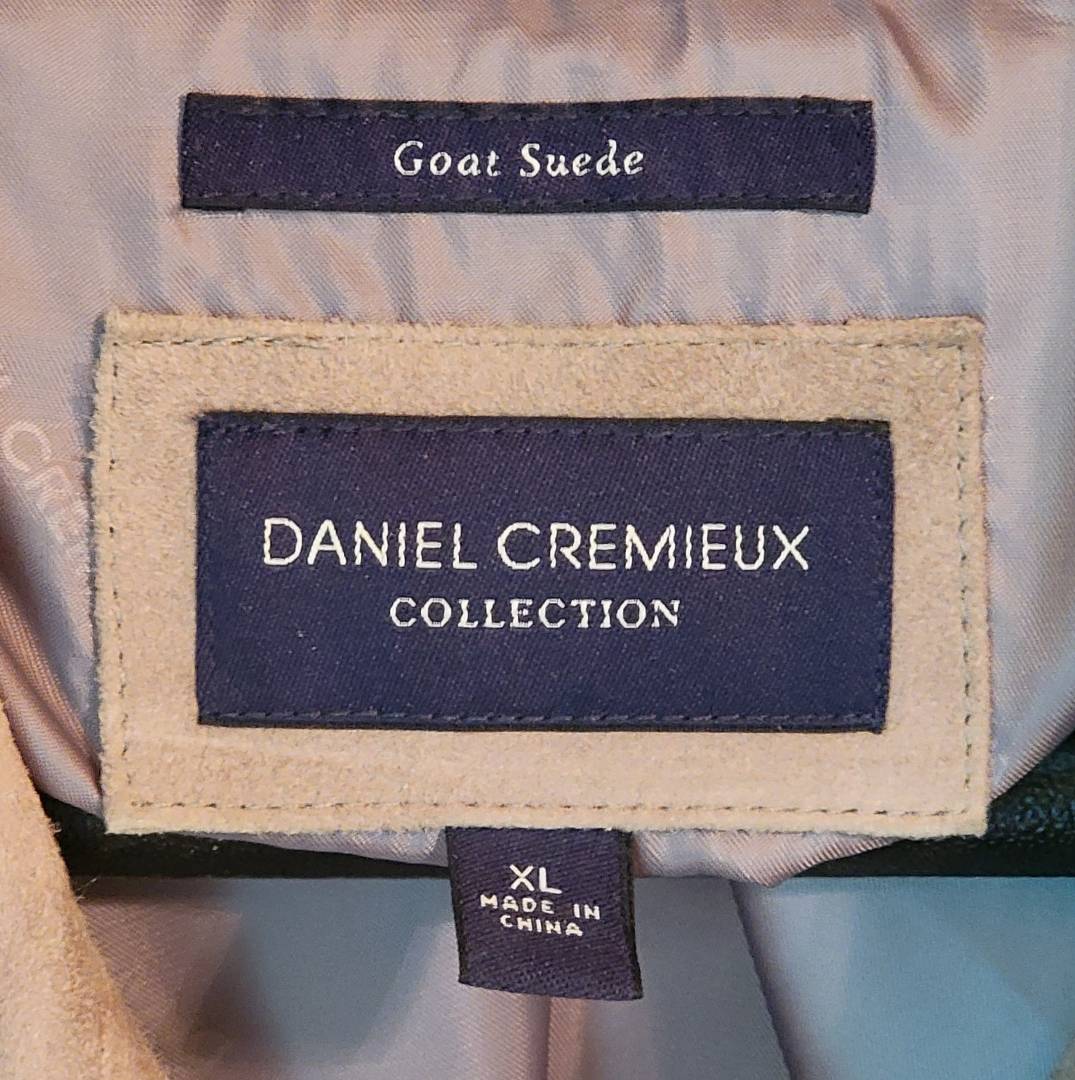 Goat Suede
DANIEL CREMIEUX
COLLECTION
XL
MADE IN
CHINA